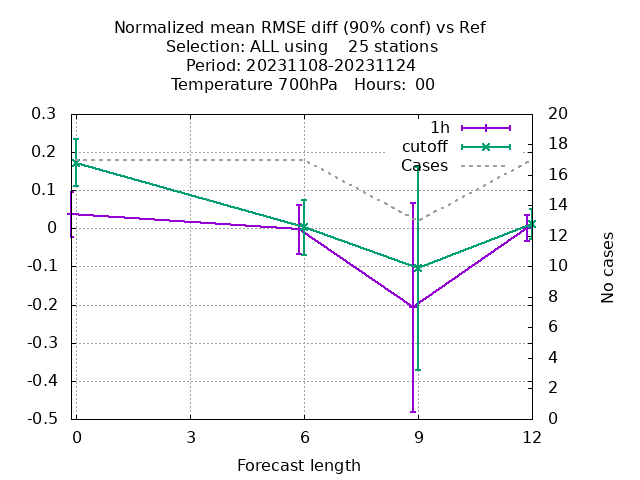 Normalized mean RMSE diff (90% conf) vs Ref
Selection: ALL using    25 stations
Period: 20231108-20231124
Temperature 700hPa   Hours:  00
0.3
0.2
0.1
0
-0.1
-0.2
-0.3
-0.4
-0.5
1h
cutoff
Cases
20
18
16
14
12
10
8
6
4
2
0
No cases
0
3
6
9
12
Forecast length